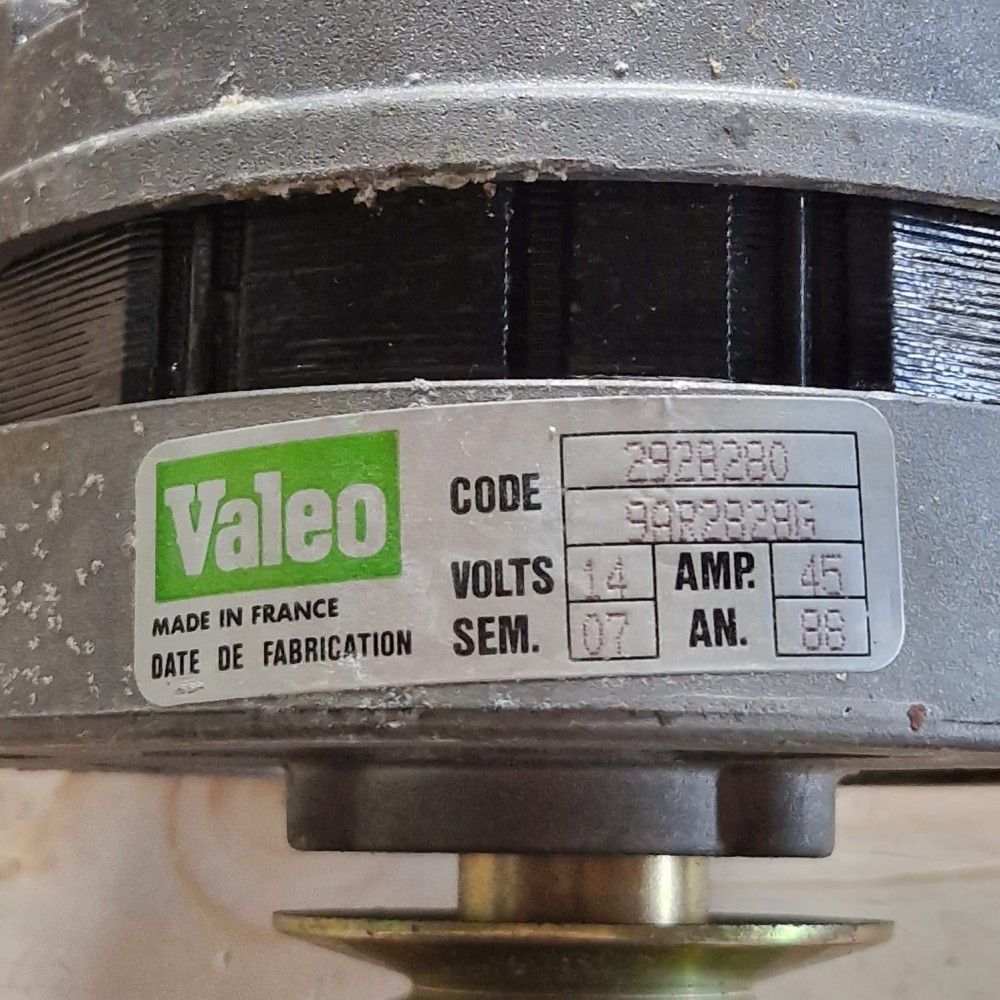 Valeo
MADE IN FRANCE
DATE DE FABRICATION
CODE 2928280
9AR2828G
VOLTS 14 AMP. 45
SEM. 07 AN. 88